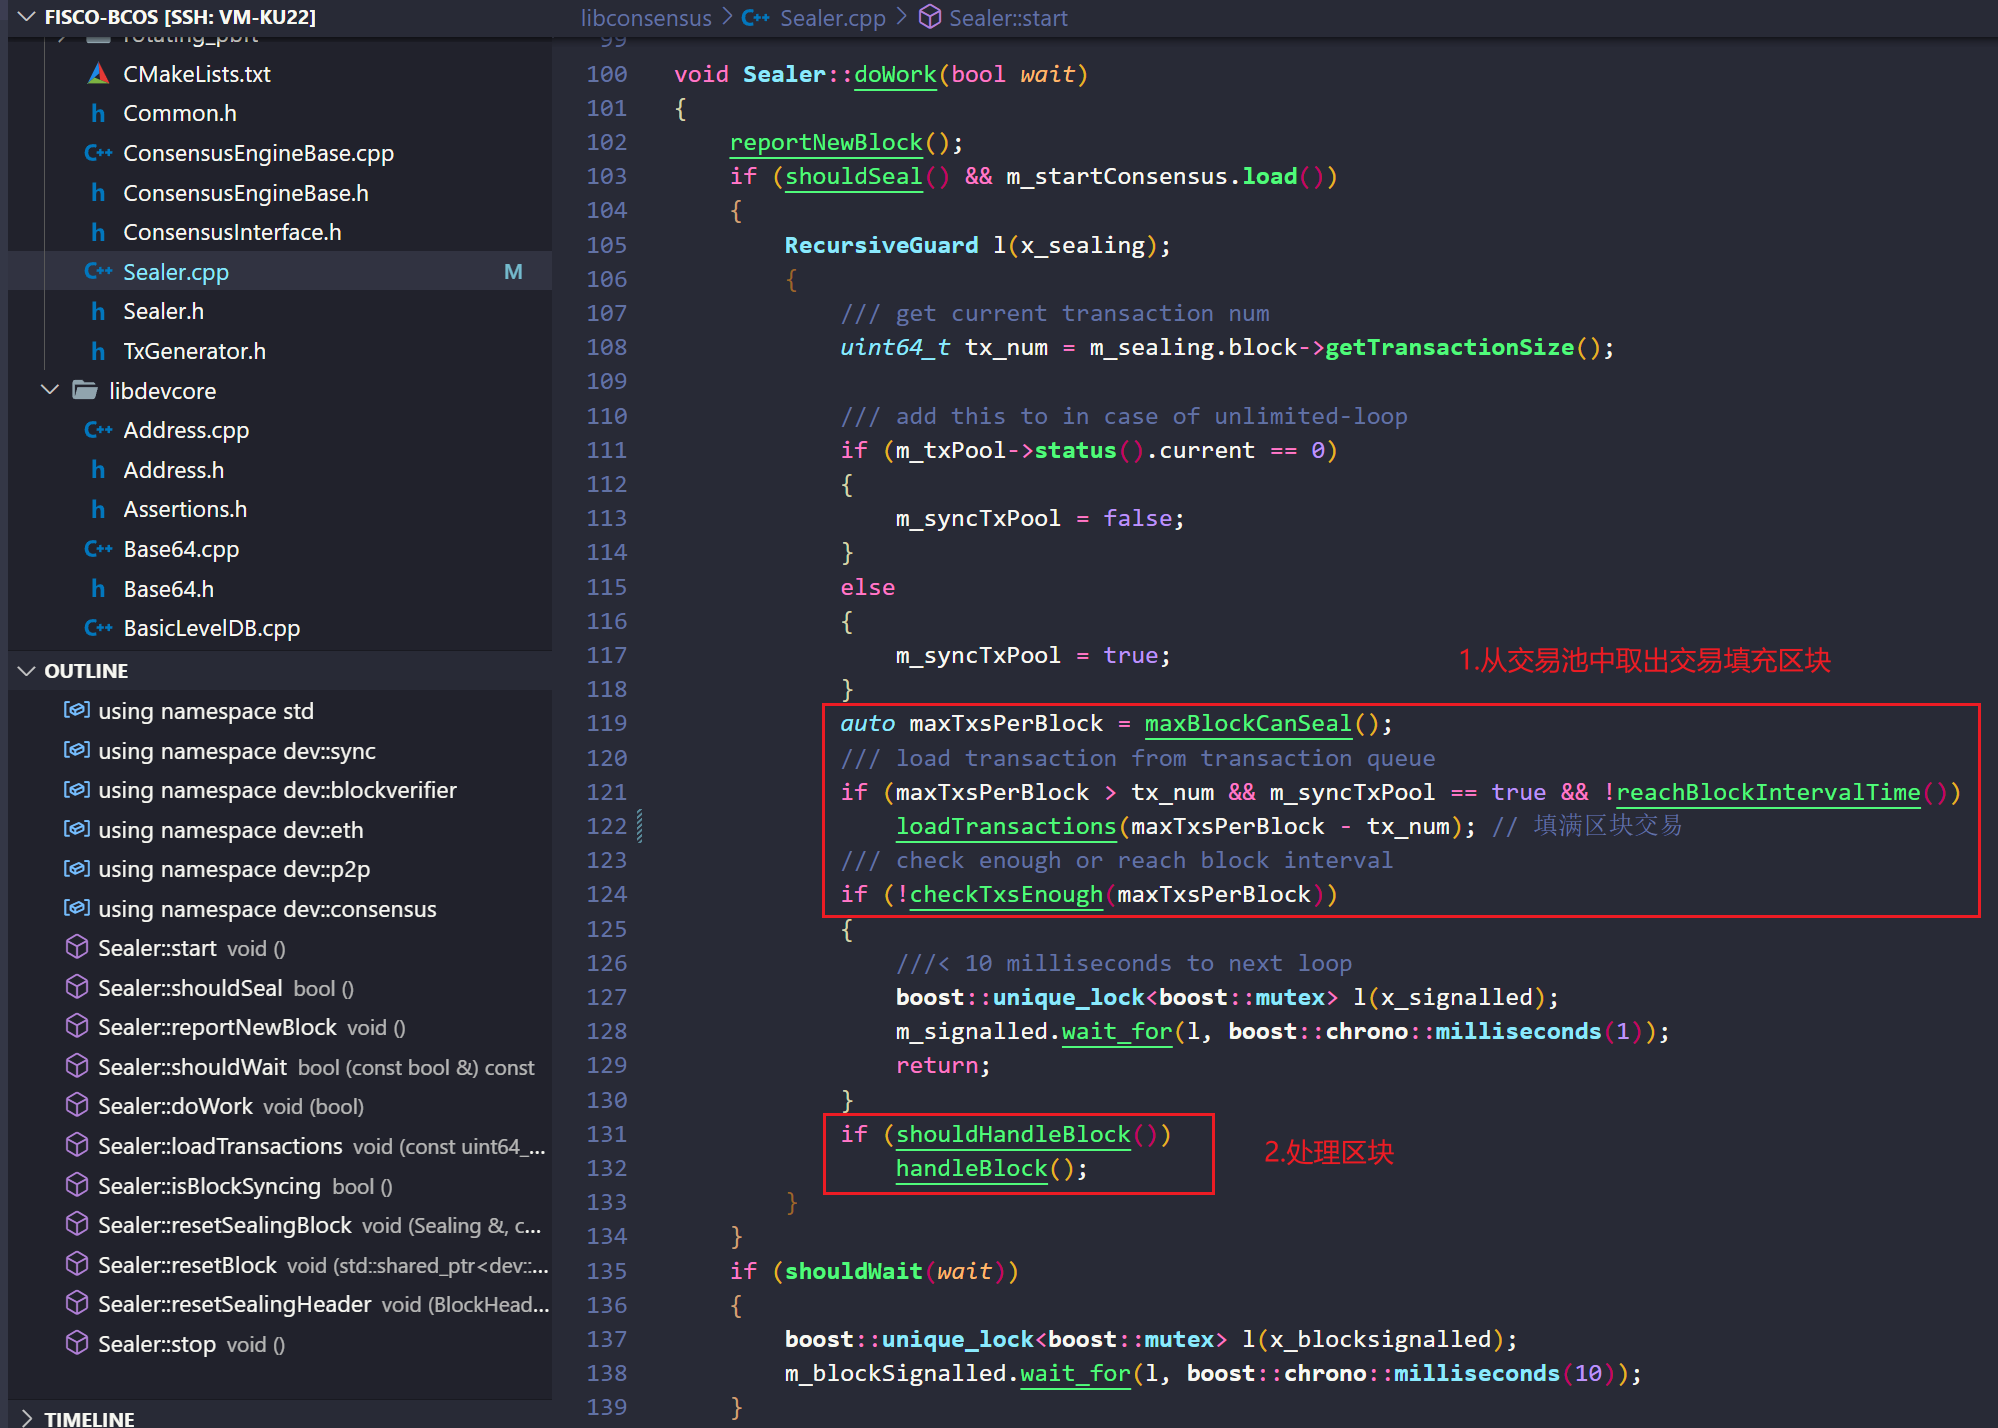 FISCO-BCOS [SSH: VM-KU22]
rotating_pbft
CMakeLists.txt
Common.h
ConsensusEngineBase.cpp
ConsensusEngineBase.h
ConsensusInterface.h
Sealer.cpp M
Sealer.h
TxGenerator.h
libdevcore
Address.cpp
Address.h
Assertions.h
Base64.cpp
Base64.h
BasicLevelDB.cpp
OUTLINE
using namespace std
using namespace dev::sync
using namespace dev::blockverifier
using namespace dev::eth
using namespace dev::p2p
using namespace dev::consensus
Sealer::start void ()
Sealer::shouldSeal bool ()
Sealer::reportNewBlock void ()
Sealer::shouldWait bool (const bool &) const
Sealer::doWork void (bool)
Sealer::loadTransactions void (const uint64_...
Sealer::isBlockSyncing bool ()
Sealer::resetSealingBlock void (Sealing &, c...
Sealer::resetBlock void (std::shared_ptr<dev::...
Sealer::resetSealingHeader void (BlockHead...
Sealer::stop void ()
TIMELINE
libconsensus > C++ Sealer.cpp > Sealer::start
99
100 void Sealer::doWork(bool wait)
101 {
102 reportNewBlock();
103 if (shouldSeal() && m_startConsensus.load())
104 {
105 RecursiveGuard l(x_sealing);
106 {
107 /// get current transaction num
108 uint64_t tx_num = m_sealing.block->getTransactionSize();
109
110 /// add this to in case of unlimited-loop
111 if (m_txPool->status().current == 0)
112 {
113 m_syncTxPool = false;
114 }
115 else
116 {
117 m_syncTxPool = true;
1.从交易池中取出交易填充区块
118 }
119 auto maxTxsPerBlock = maxBlockCanSeal();
120 /// load transaction from transaction queue
121 if (maxTxsPerBlock > tx_num && m_syncTxPool == true && !reachBlockIntervalTime())
122 loadTransactions(maxTxsPerBlock - tx_num); // 填满区块交易
123 /// check enough or reach block interval
124 if (!checkTxsEnough(maxTxsPerBlock))
125 {
126 ///< 10 milliseconds to next loop
127 boost::unique_lock<boost::mutex> l(x_signalled);
128 m_signalled.wait_for(l, boost::chrono::milliseconds(1));
129 return;
130 }
131 if (shouldHandleBlock())
2.处理区块
132 handleBlock();
133 }
134 }
135 if (shouldWait(wait))
136 {
137 boost::unique_lock<boost::mutex> l(x_blocksignalled);
138 m_blockSignalled.wait_for(l, boost::chrono::milliseconds(10));
139 }